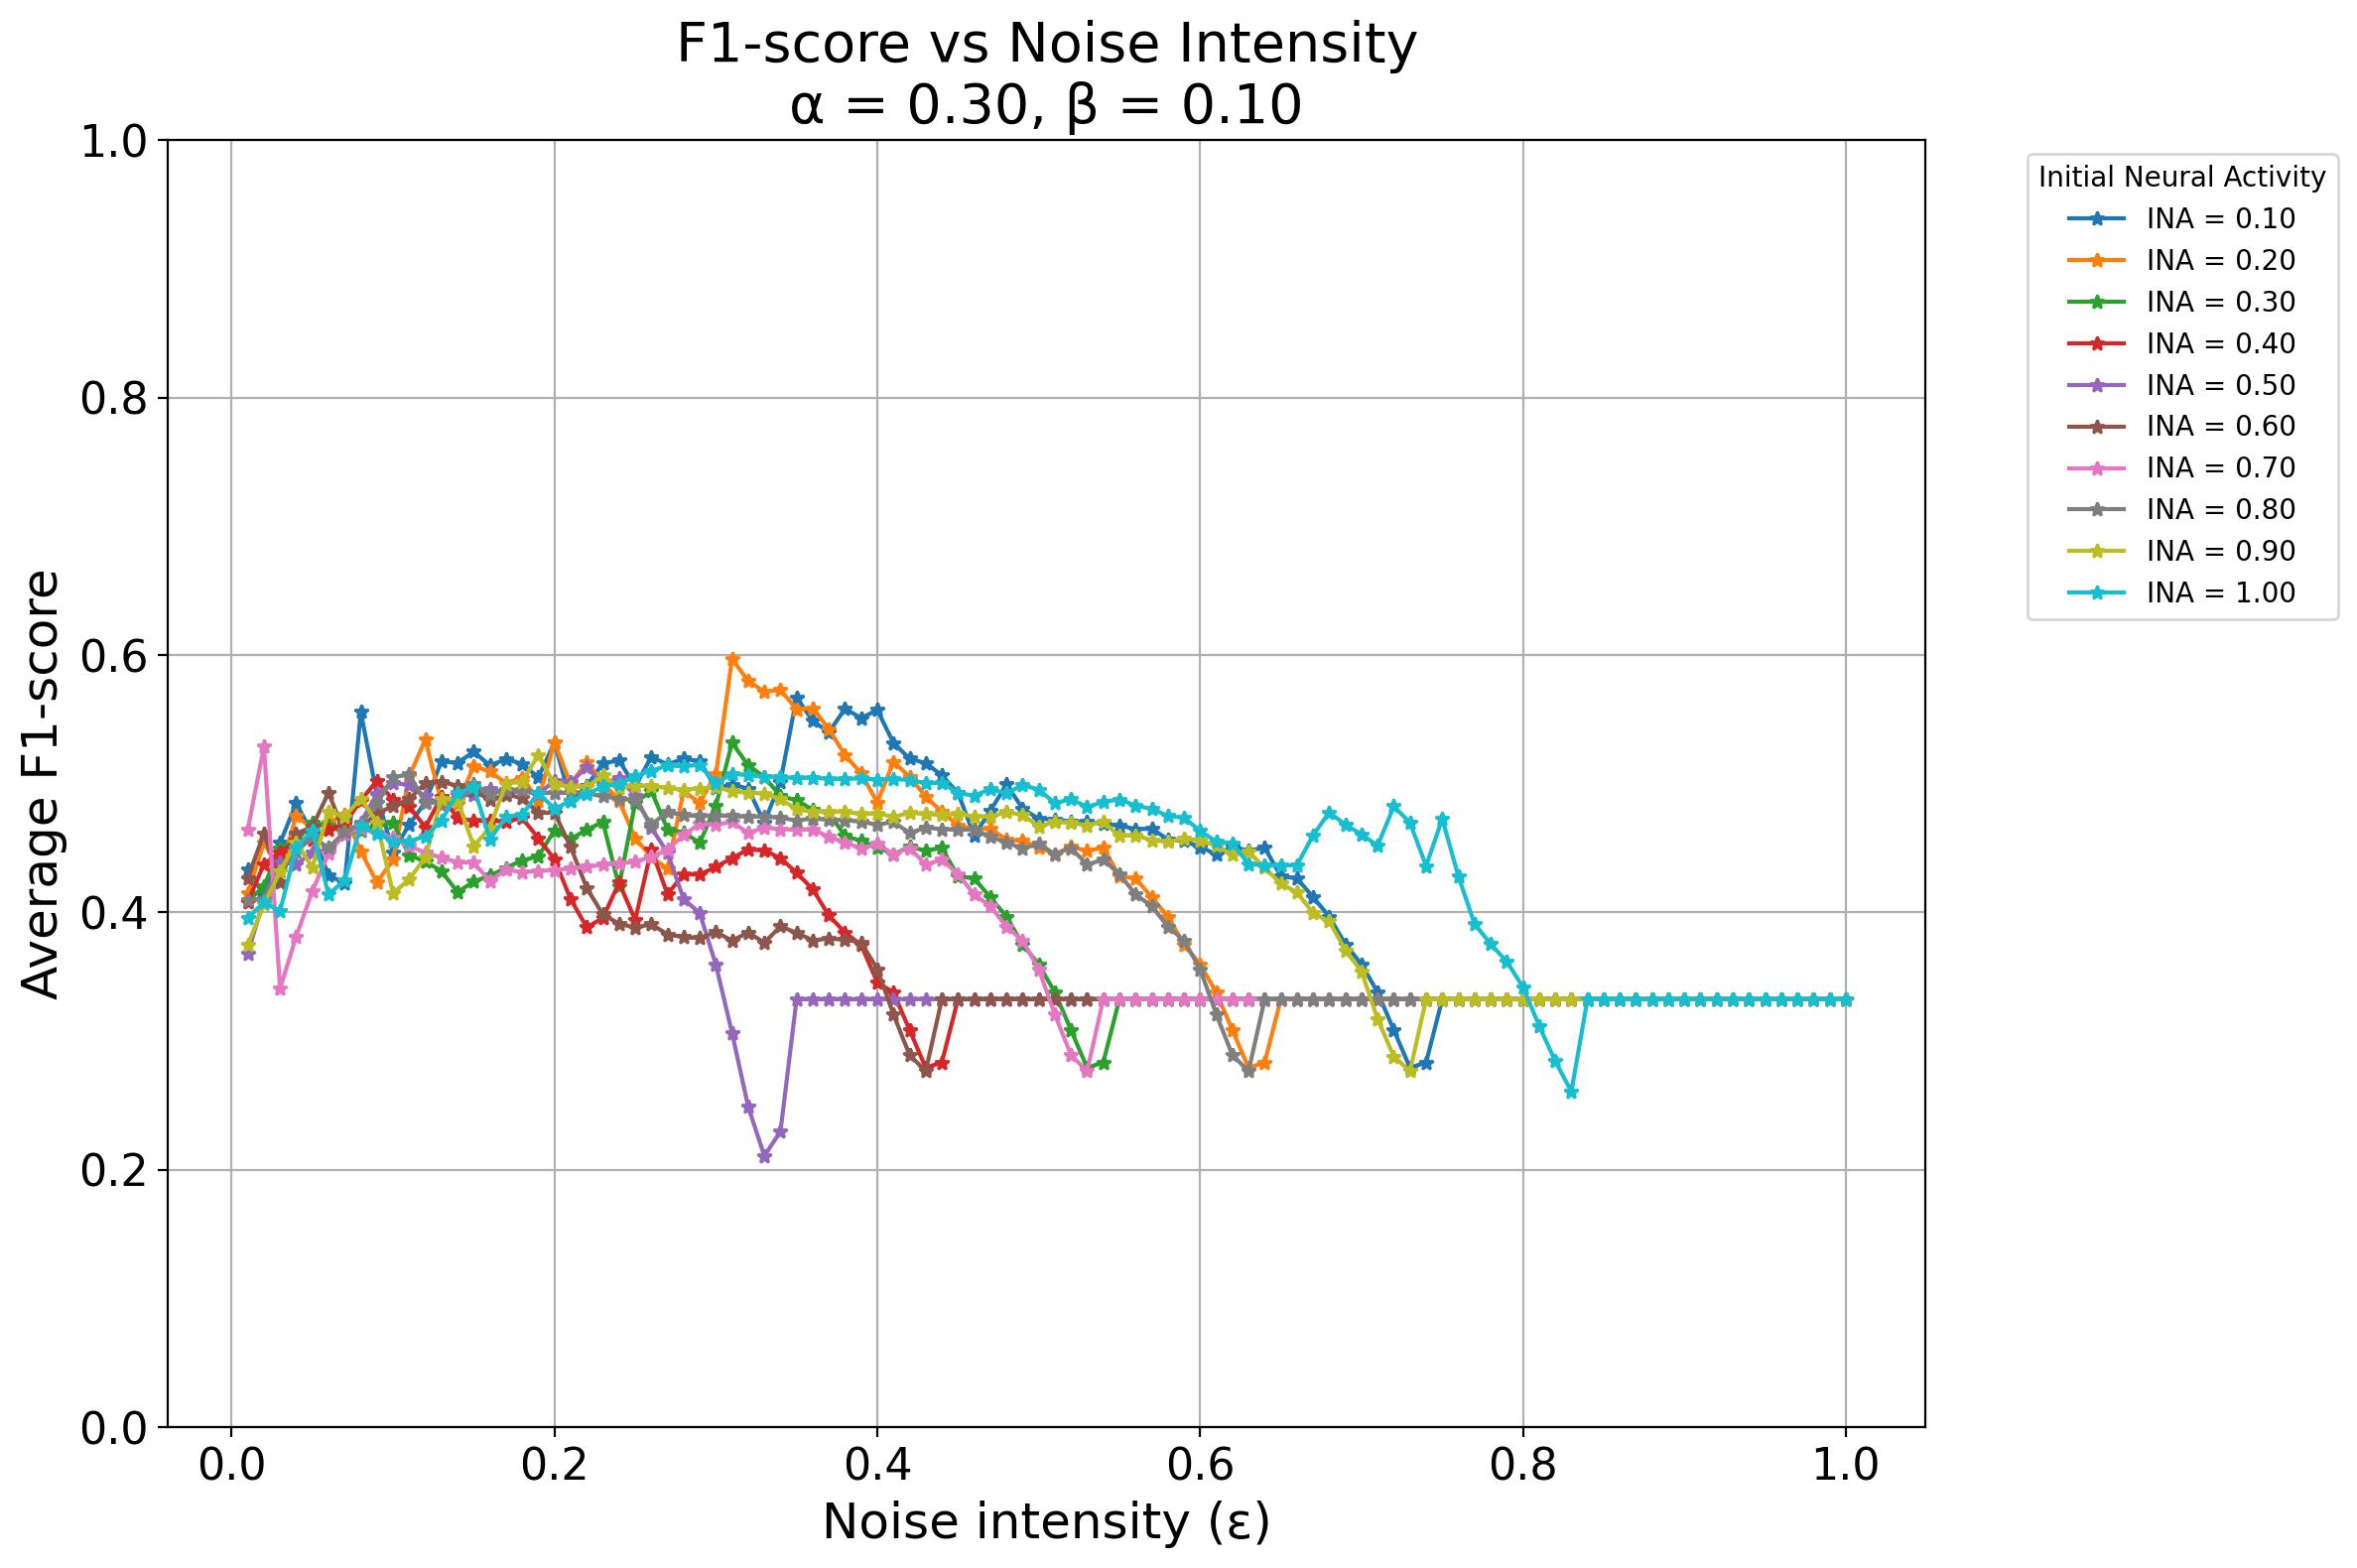 F1-score vs Noise Intensity
α = 0.30, β = 0.10
1.0
0.8
0.6
0.4
0.2
0.0
Average F1-score
0.0 0.2 0.4 0.6 0.8 1.0
Noise intensity (ε)
Initial Neural Activity
INA = 0.10
INA = 0.20
INA = 0.30
INA = 0.40
INA = 0.50
INA = 0.60
INA = 0.70
INA = 0.80
INA = 0.90
INA = 1.00